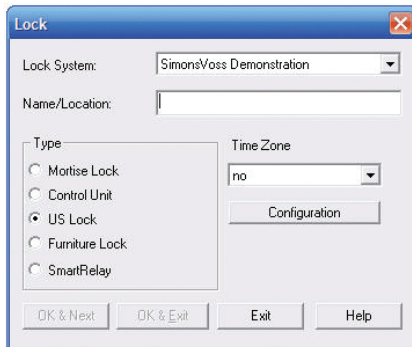 Lock
Lock System: SimonsVoss Demonstration
Name/Location:
Type
Mortise Lock
Control Unit
US Lock
Furniture Lock
SmartRelay
Time Zone
no
Configuration
OK & Next OK & Exit Exit Help